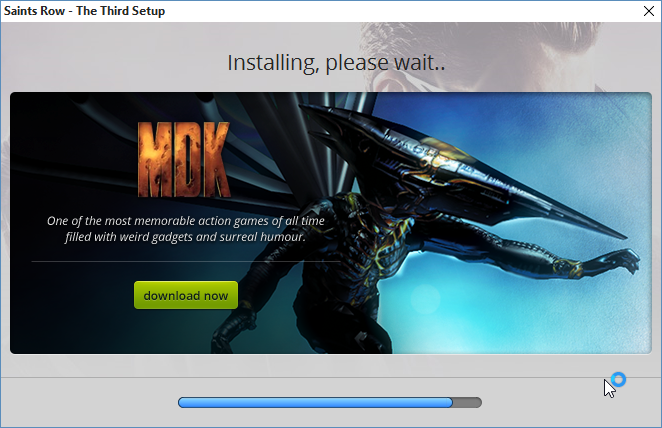 Saints Row - The Third Setup
Installing, please wait..
MDK
One of the most memorable action games of all time
filled with weird gadgets and surreal humour.
download now